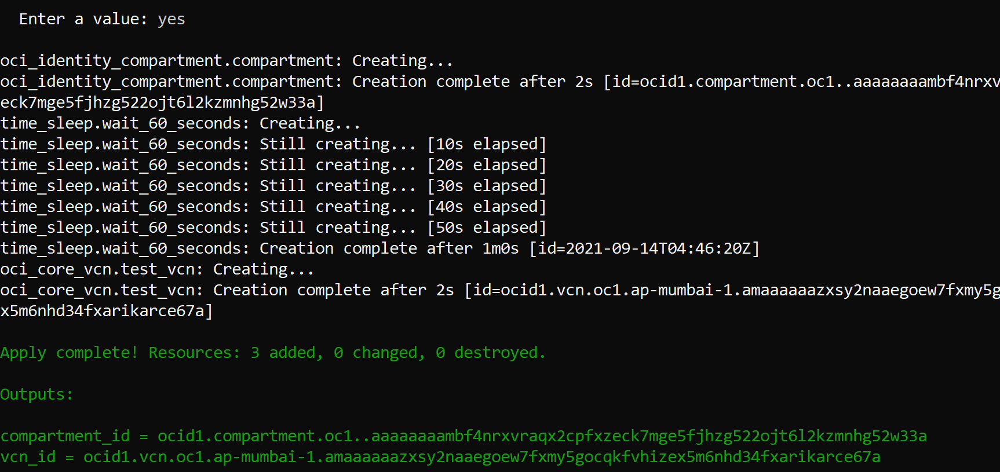 Enter a value: yes
oci_identity_compartment.compartment: Creating...
oci_identity_compartment.compartment: Creation complete after 2s [id=ocid1.compartment.oc1..aaaaaaaambf4nrxv
eck7mge5fjhzg522ojt6l2kzmnhg52w33a]
time_sleep.wait_60_seconds: Creating...
time_sleep.wait_60_seconds: Still creating... [10s elapsed]
time_sleep.wait_60_seconds: Still creating... [20s elapsed]
time_sleep.wait_60_seconds: Still creating... [30s elapsed]
time_sleep.wait_60_seconds: Still creating... [40s elapsed]
time_sleep.wait_60_seconds: Still creating... [50s elapsed]
time_sleep.wait_60_seconds: Creation complete after 1m0s [id=2021-09-14T04:46:20Z]
oci_core_vcn.test_vcn: Creating...
oci_core_vcn.test_vcn: Creation complete after 2s [id=ocid1.vcn.oc1.ap-mumbai-1.amaaaaaazxsy2naaegoew7fxmy5g
x5m6nhd34fxarikarce67a]
Apply complete! Resources: 3 added, 0 changed, 0 destroyed.
Outputs:
compartment_id = ocid1.compartment.oc1..aaaaaaaambf4nrxvraqx2cpfxzeck7mge5fjhzg522ojt6l2kzmnhg52w33a
vcn_id = ocid1.vcn.oc1.ap-mumbai-1.amaaaaaazxsy2naaegoew7fxmy5gocqkfvhizex5m6nhd34fxarikarce67a